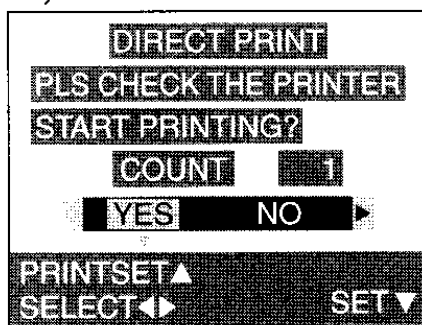 DIRECT PRINT
PLS CHECK THE PRINTER
START PRINTING?
COUNT 1
YES NO ▶
PRINTSET▲
SELECT◀▶ SET▼